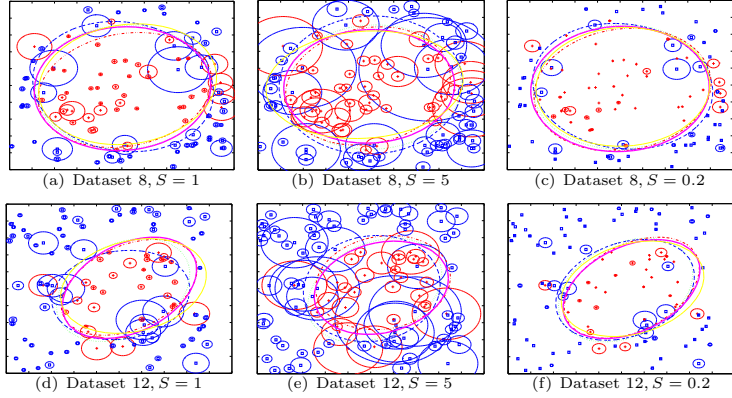 (a) Dataset 8, S = 1
(b) Dataset 8, S = 5
(c) Dataset 8, S = 0.2
(d) Dataset 12, S = 1
(e) Dataset 12, S = 5
(f) Dataset 12, S = 0.2